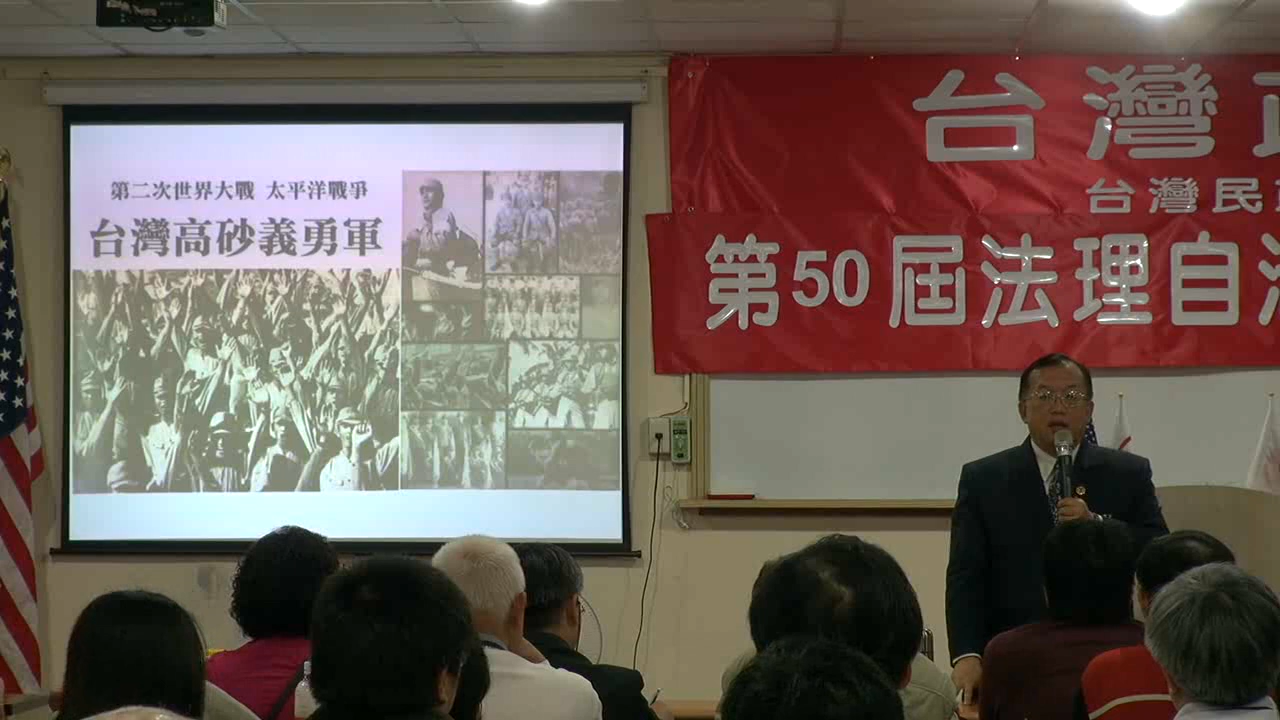 第二次世界大戰 太平洋戰爭
台灣高砂義勇軍
台灣
台灣民
第50屆法理自治